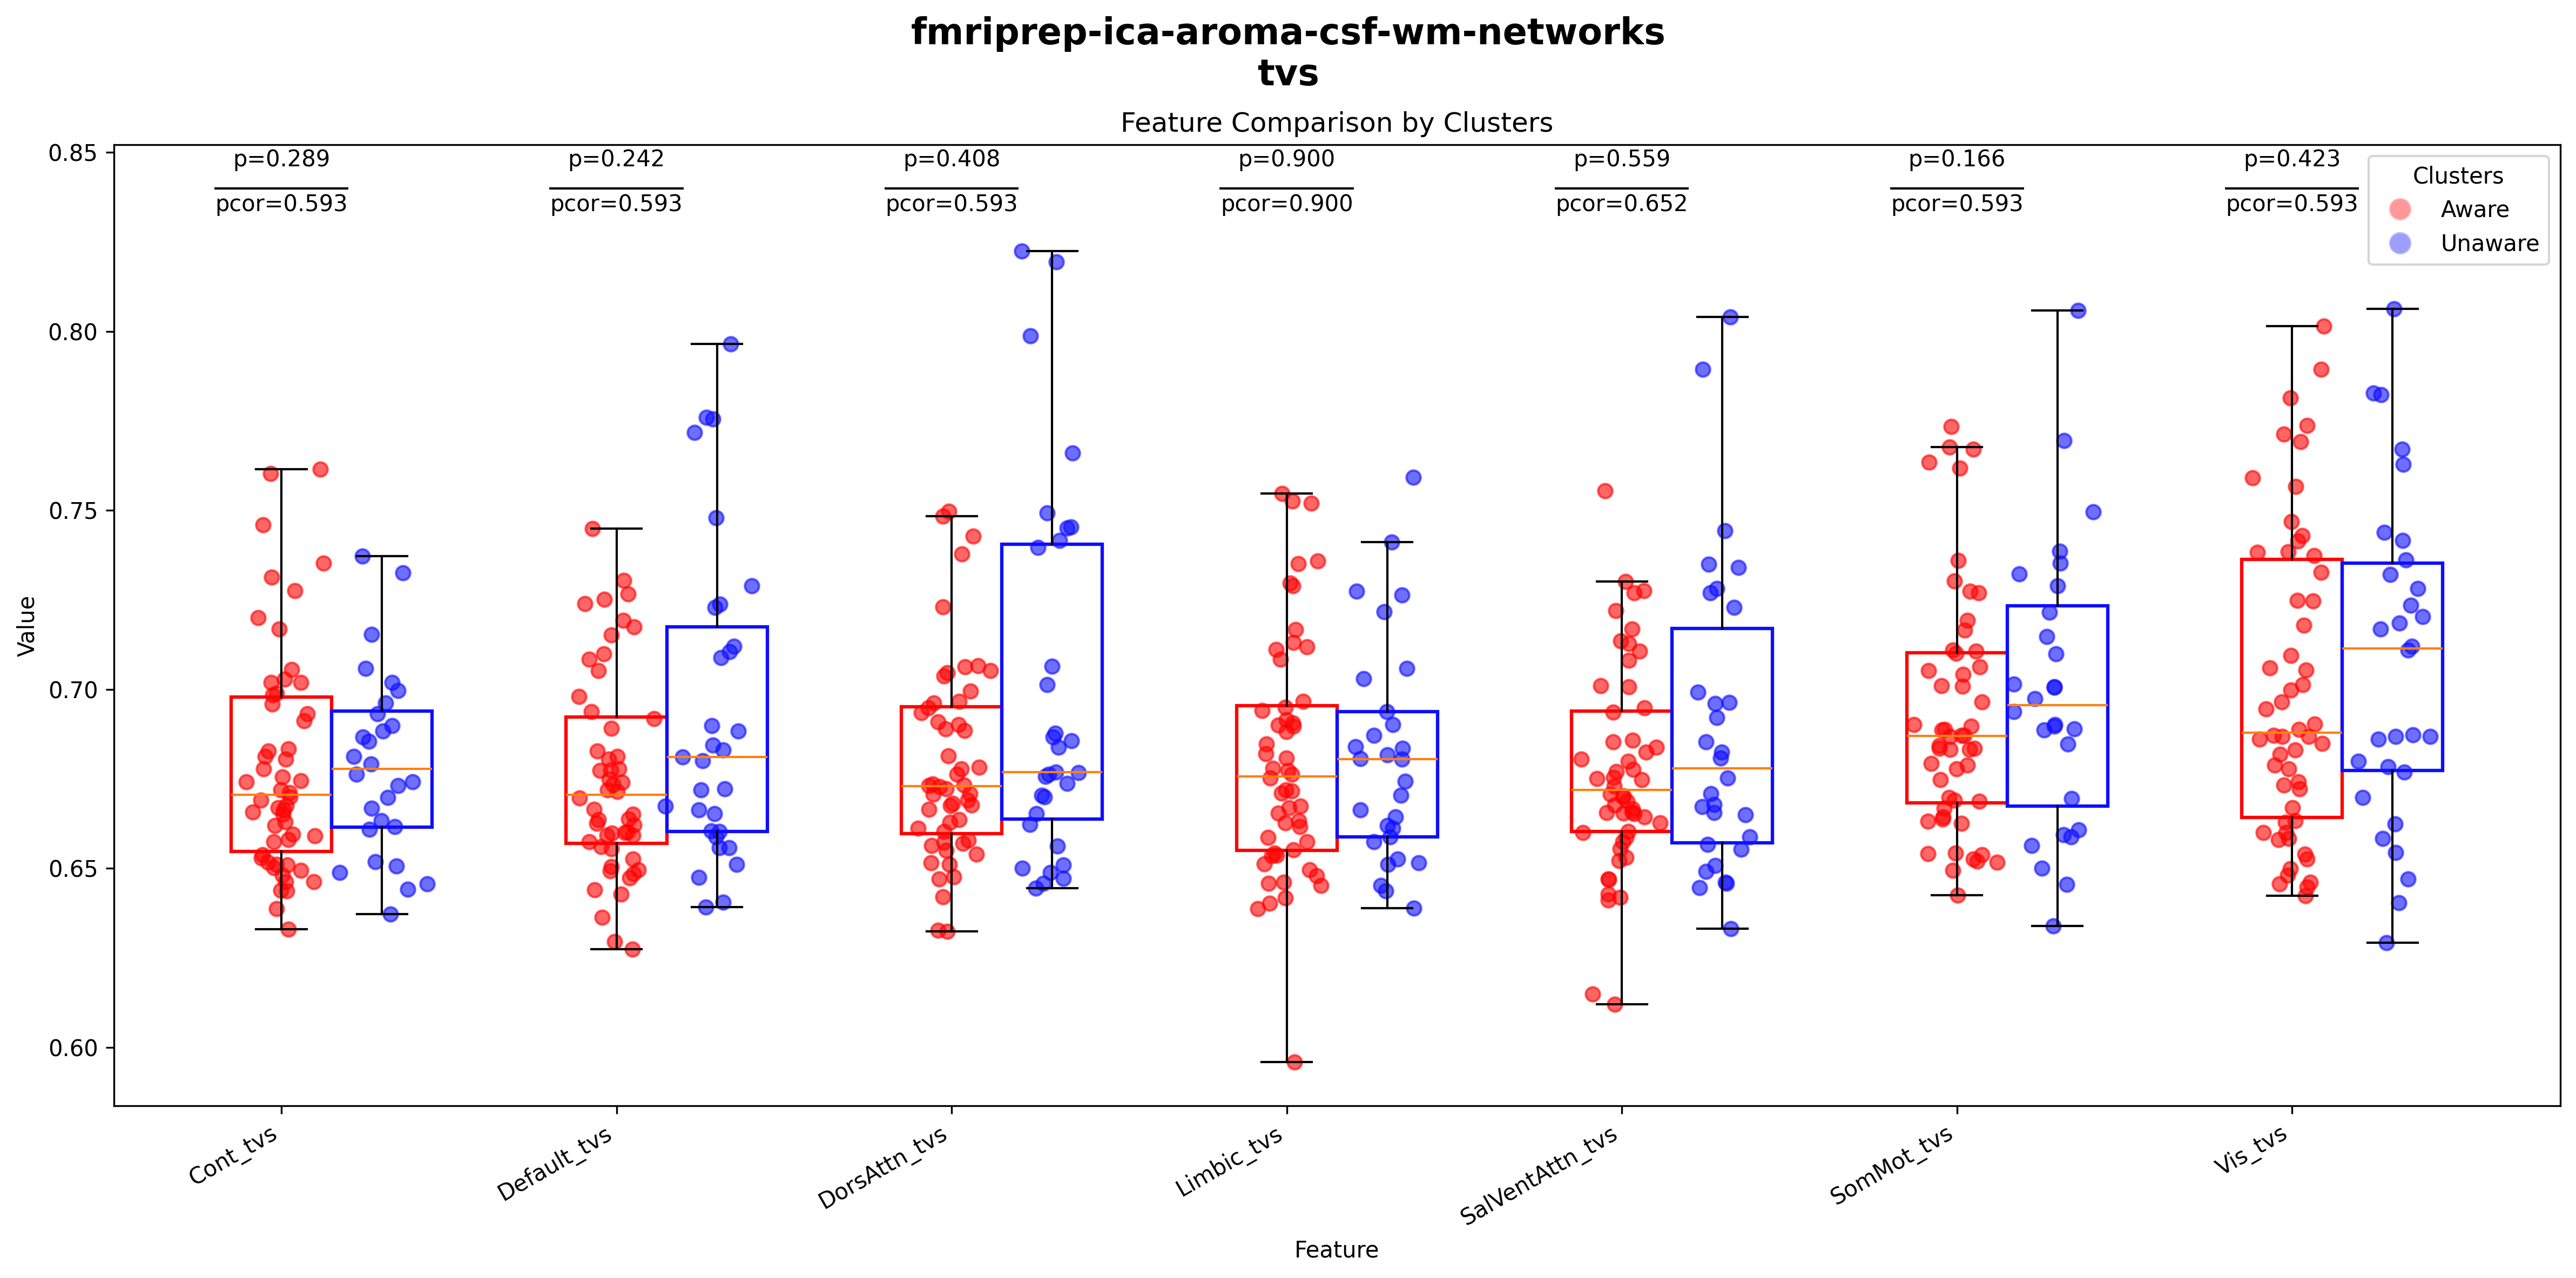 fmriprep-ica-aroma-csf-wm-networks
tvs
Feature Comparison by Clusters
p=0.289
pcor=0.593
p=0.242
pcor=0.593
p=0.408
pcor=0.593
p=0.900
pcor=0.900
p=0.559
pcor=0.652
p=0.166
pcor=0.593
p=0.423
pcor=0.593
Clusters
Aware
Unaware
Value
0.85
0.80
0.75
0.70
0.65
0.60
Cont_tvs
Default_tvs
DorsAttn_tvs
Limbic_tvs
SalVentAttn_tvs
SomMot_tvs
Vis_tvs
Feature